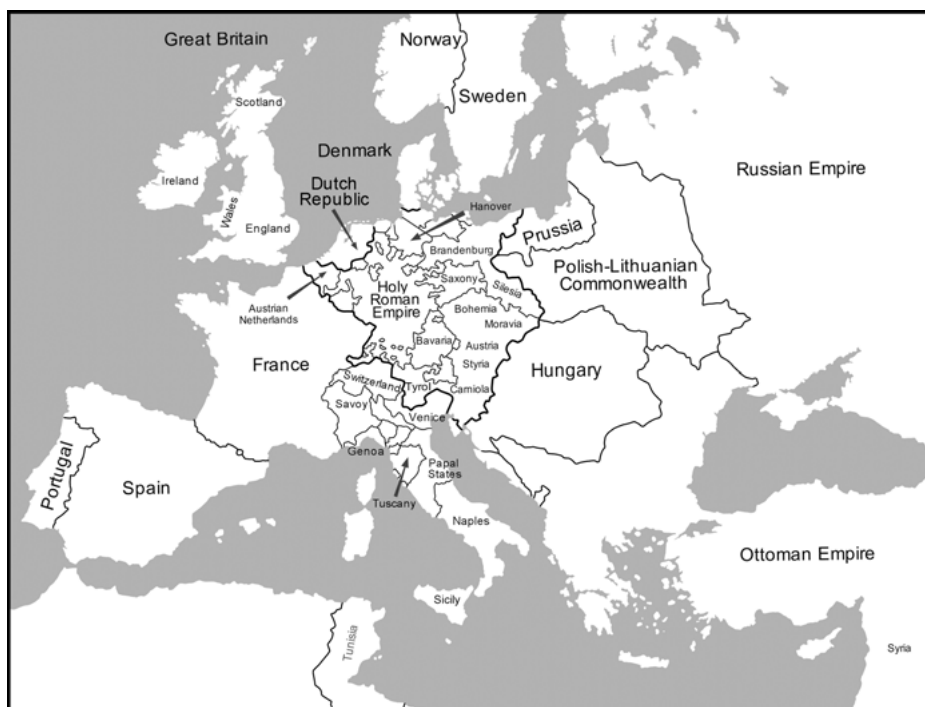 Great Britain
Norway
Scotland
Sweden
Denmark
Russian Empire
Ireland
Dutch
Republic
Wales
Hanover
England
Prussia
Brandenburg
Polish-Lithuanian
Commonwealth
Saxony
Silesia
Holy
Roman
Empire
Austrian
Netherlands
Bohemia
Moravia
Bavaria
Austria
France
Styria
Hungary
Switzerland
Tyrol
Carniola
Savoy
Venice
Genoa
Papal
States
Portugal
Spain
Tuscany
Naples
Ottoman Empire
Sicily
Tunisia
Syria